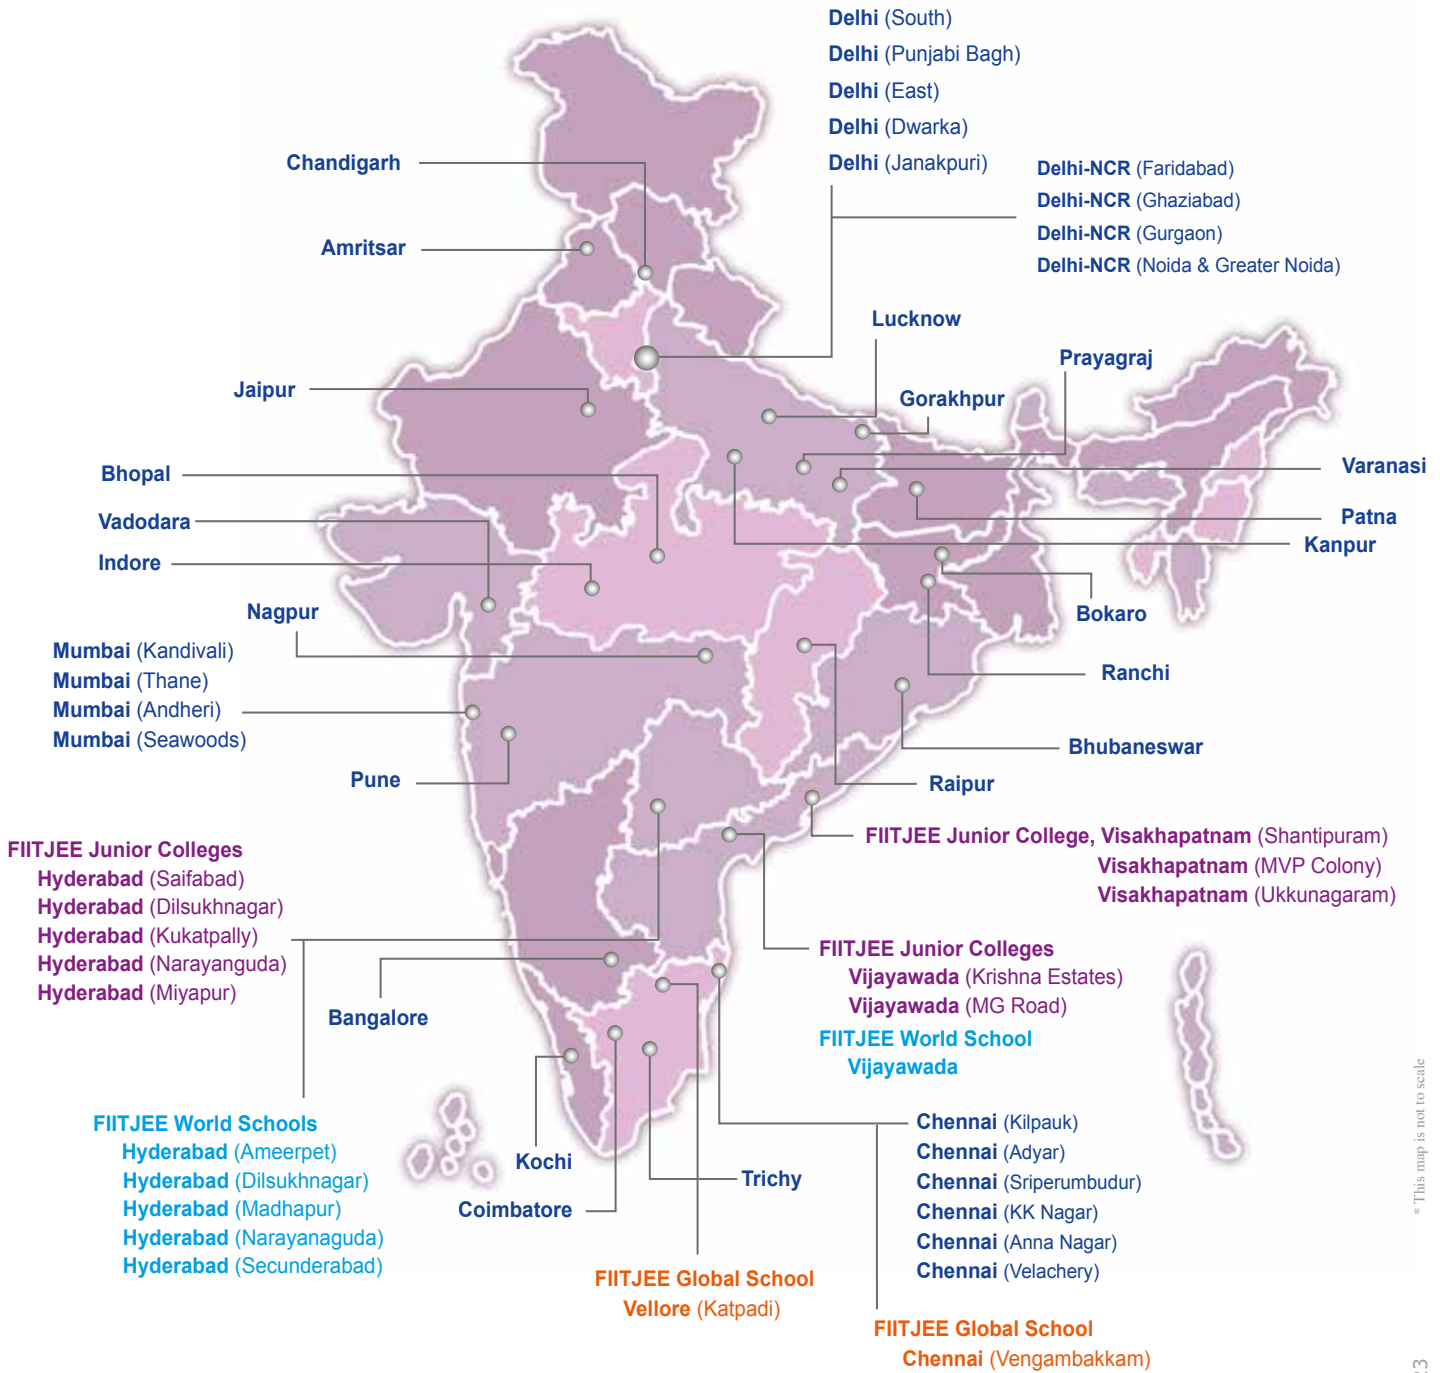 Delhi (South)
Delhi (Punjabi Bagh)
Delhi (East)
Delhi (Dwarka)
Delhi (Janakpuri)
Chandigarh
Delhi-NCR (Faridabad)
Delhi-NCR (Ghaziabad)
Delhi-NCR (Gurgaon)
Delhi-NCR (Noida & Greater Noida)
Amritsar
Lucknow
Prayagraj
Jaipur
Gorakhpur
Bhopal
Varanasi
Vadodara
Patna
Kanpur
Indore
Nagpur
Bokaro
Mumbai (Kandivali)
Mumbai (Thane)
Mumbai (Andheri)
Mumbai (Seawoods)
Ranchi
Bhubaneswar
Pune
Raipur
FIITJEE Junior College, Visakhapatnam (Shantipuram)
Visakhapatnam (MVP Colony)
Visakhapatnam (Ukkunagaram)
FIITJEE Junior Colleges
Hyderabad (Saifabad)
Hyderabad (Dilsukhnagar)
Hyderabad (Kukatpally)
Hyderabad (Narayanguda)
Hyderabad (Miyapur)
FIITJEE Junior Colleges
Vijayawada (Krishna Estates)
Vijayawada (MG Road)
FIITJEE World School
Vijayawada
Bangalore
FIITJEE World Schools
Hyderabad (Ameerpet)
Hyderabad (Dilsukhnagar)
Hyderabad (Madhapur)
Hyderabad (Narayanaguda)
Hyderabad (Secunderabad)
Kochi
Coimbatore
Trichy
Chennai (Kilpauk)
Chennai (Adyar)
Chennai (Sriperumbudur)
Chennai (KK Nagar)
Chennai (Anna Nagar)
Chennai (Velachery)
FIITJEE Global School
Vellore (Katpadi)
FIITJEE Global School
Chennai (Vengambakkam)
* This map is not to scale